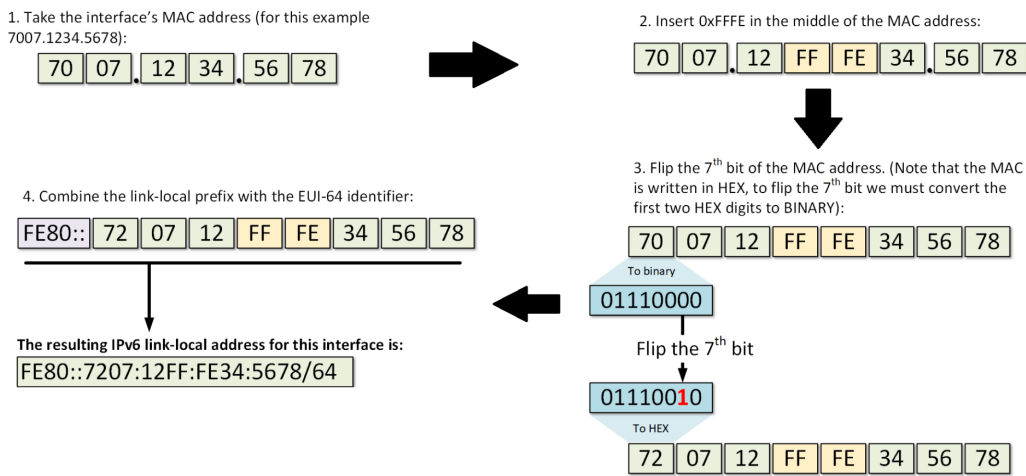 1. Take the interface's MAC address (for this example
7007.1234.5678):
70 07 . 12 34 . 56 78
2. Insert 0xFFFE in the middle of the MAC address:
70 07 . 12 FF FE 34 . 56 78
3. Flip the 7th bit of the MAC address. (Note that the MAC
is written in HEX, to flip the 7th bit we must convert the
first two HEX digits to BINARY):
70 07 12 FF FE 34 56 78
To binary
01110000
Flip the 7th bit
01110010
To HEX
72 07 12 FF FE 34 56 78
4. Combine the link-local prefix with the EUI-64 identifier:
FE80:: 72 07 12 FF FE 34 56 78
The resulting IPv6 link-local address for this interface is:
FE80::7207:12FF:FE34:5678/64